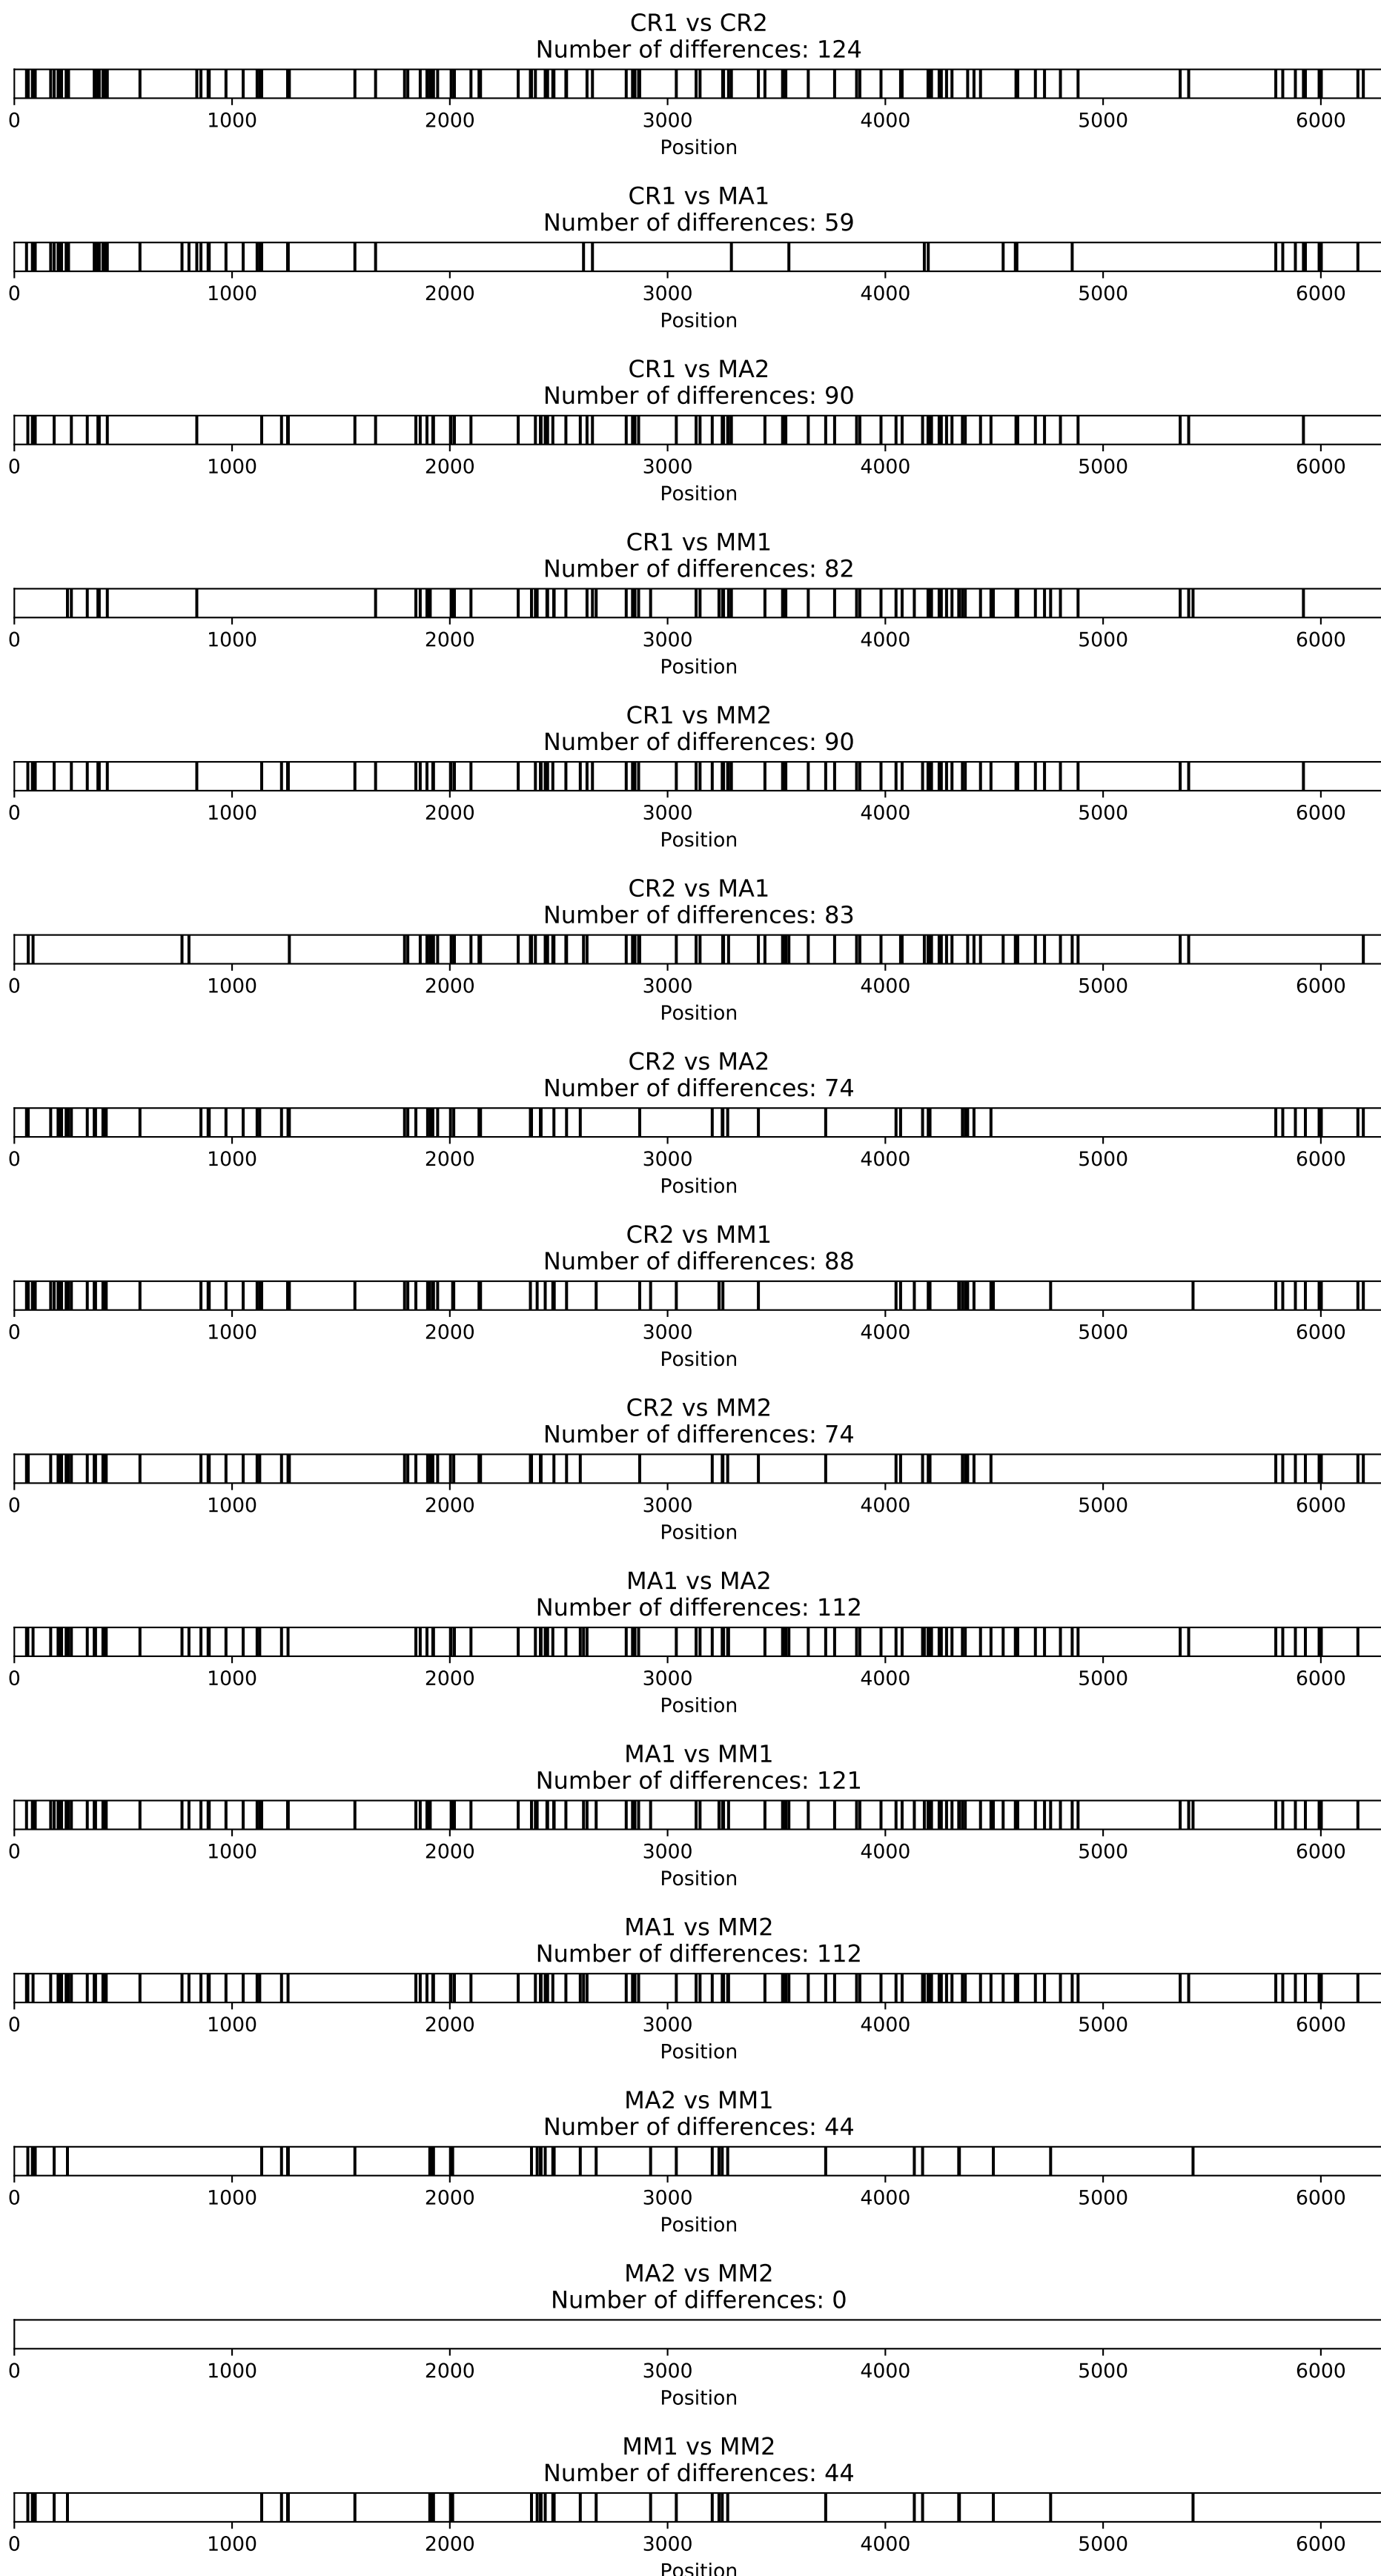 CR1 vs CR2
Number of differences: 124
0 1000 2000 3000 4000 5000 6000
Position
CR1 vs MA1
Number of differences: 59
0 1000 2000 3000 4000 5000 6000
Position
CR1 vs MA2
Number of differences: 90
0 1000 2000 3000 4000 5000 6000
Position
CR1 vs MM1
Number of differences: 82
0 1000 2000 3000 4000 5000 6000
Position
CR1 vs MM2
Number of differences: 90
0 1000 2000 3000 4000 5000 6000
Position
CR2 vs MA1
Number of differences: 83
0 1000 2000 3000 4000 5000 6000
Position
CR2 vs MA2
Number of differences: 74
0 1000 2000 3000 4000 5000 6000
Position
CR2 vs MM1
Number of differences: 88
0 1000 2000 3000 4000 5000 6000
Position
CR2 vs MM2
Number of differences: 74
0 1000 2000 3000 4000 5000 6000
Position
MA1 vs MA2
Number of differences: 112
0 1000 2000 3000 4000 5000 6000
Position
MA1 vs MM1
Number of differences: 121
0 1000 2000 3000 4000 5000 6000
Position
MA1 vs MM2
Number of differences: 112
0 1000 2000 3000 4000 5000 6000
Position
MA2 vs MM1
Number of differences: 44
0 1000 2000 3000 4000 5000 6000
Position
MA2 vs MM2
Number of differences: 0
0 1000 2000 3000 4000 5000 6000
Position
MM1 vs MM2
Number of differences: 44
0 1000 2000 3000 4000 5000 6000
Position